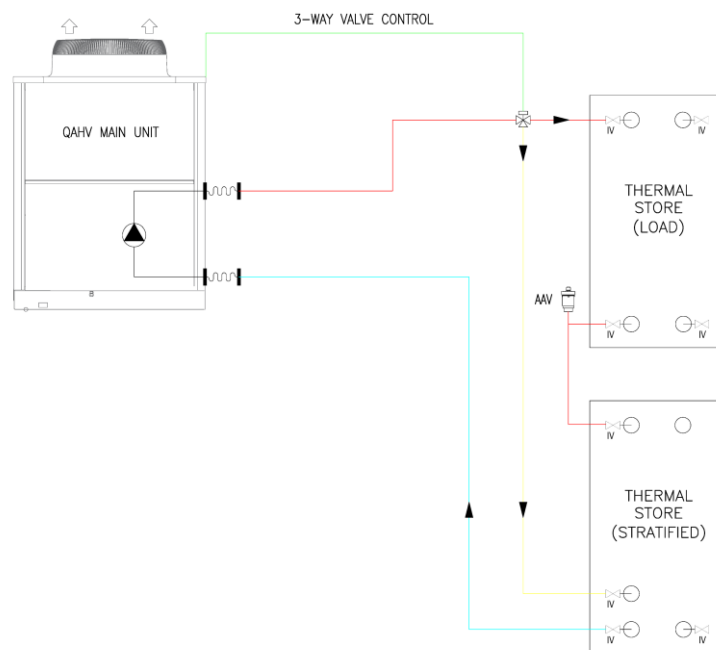 3-WAY VALVE CONTROL
QAHV MAIN UNIT
IV
IV
THERMAL
STORE
(LOAD)
AAV
IV
IV
IV
THERMAL
STORE
(STRATIFIED)
IV
IV
IV